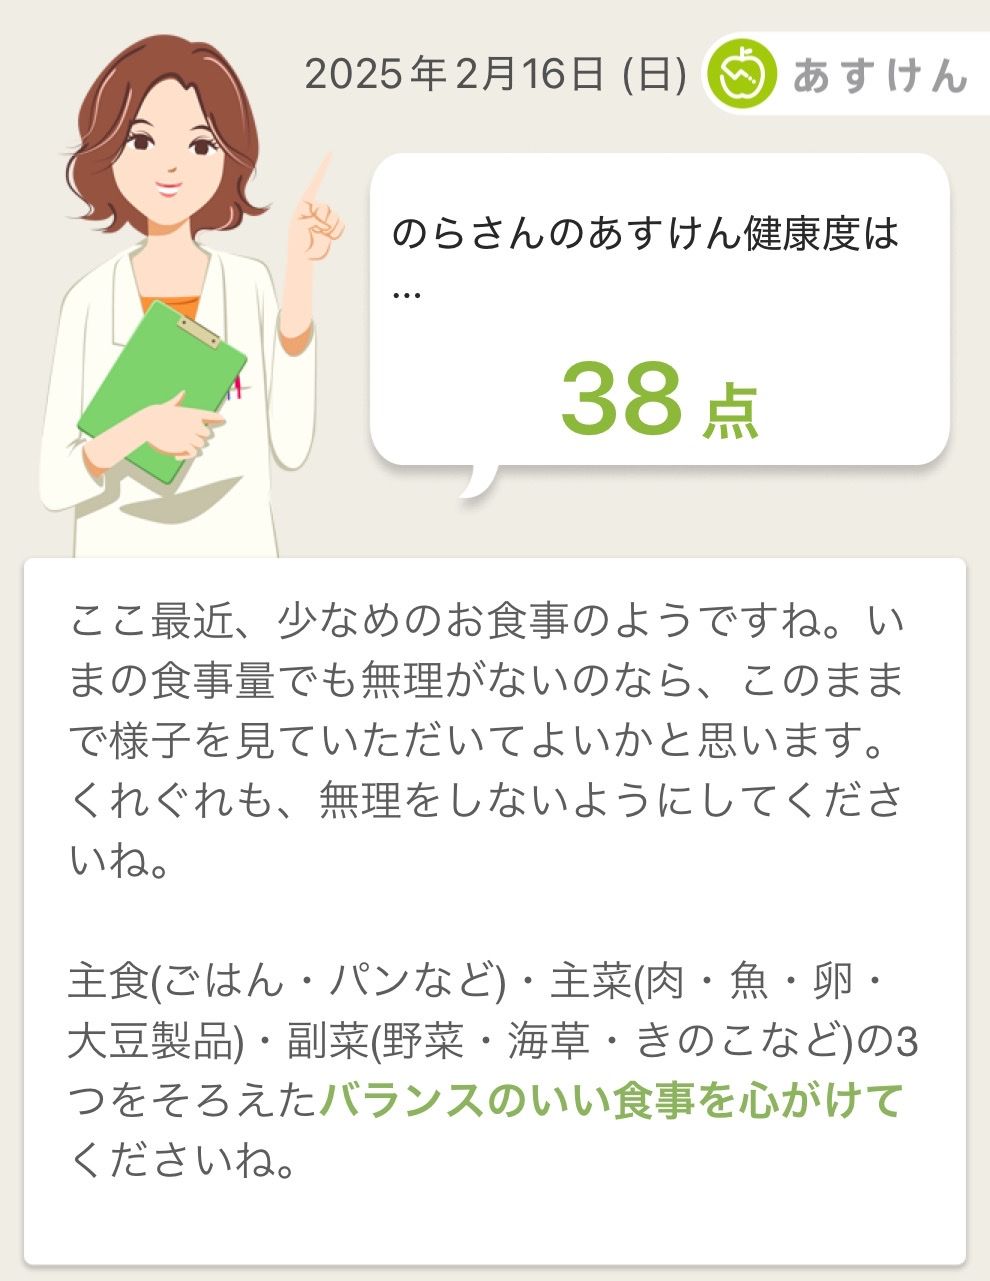 2025年2月16日 (日)
あすけん
のらさんのあすけん健康度は
...
38 点
ここ最近、少なめのお食事のようですね。い
まの食事量でも無理がないのなら、このまま
で様子を見ていただいてよいかと思います。
くれぐれも、無理をしないようにしてくださ
いね。
主食(ごはん・パンなど)・主菜(肉・魚・卵・
大豆製品)・副菜(野菜・海草・きのこなど)の3
つをそろえたバランスのいい食事を心がけて
くださいね。